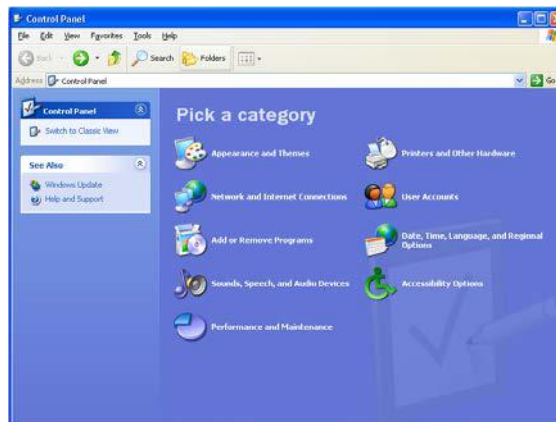 Control Panel
File Edit View Favorites Tools Help
Back Search Folders
Address Control Panel Go
Control Panel
Switch to Classic View
See Also
Windows Update
Help and Support
Pick a category
Appearance and Themes
Printers and Other Hardware
Network and Internet Connections
User Accounts
Add or Remove Programs
Date, Time, Language, and Regional
Options
Sounds, Speech, and Audio Devices
Accessibility Options
Performance and Maintenance